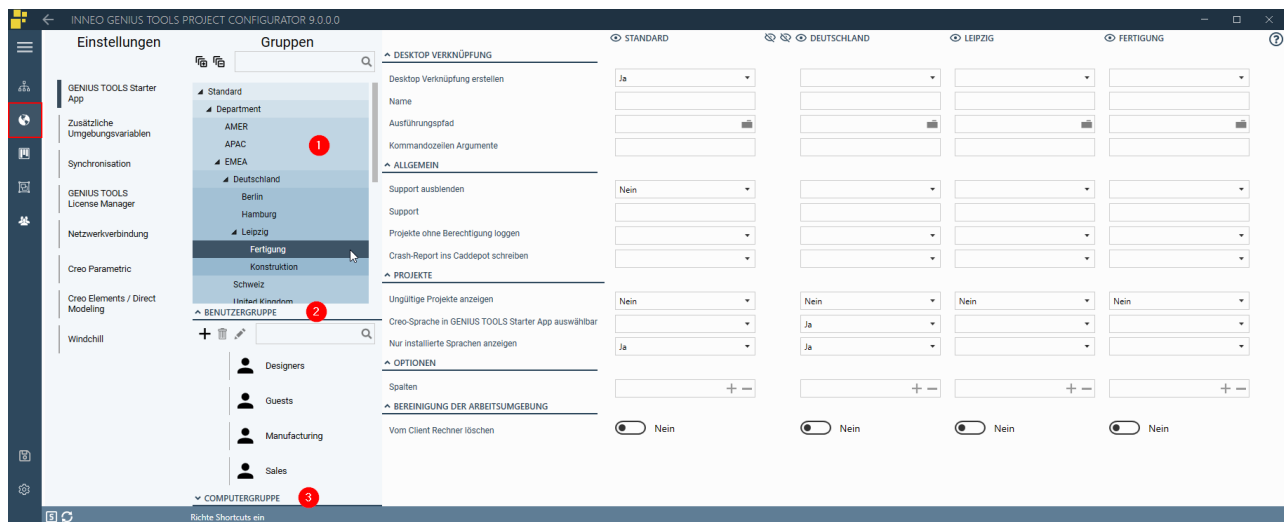 INNEO GENIUS TOOLS PROJECT CONFIGURATOR 9.0.0.0
Einstellungen
GENIUS TOOLS Starter
App
Zusätzliche
Umgebungsvariablen
Synchronisation
GENIUS TOOLS
License Manager
Netzwerkverbindung
Creo Parametric
Creo Elements / Direct
Modeling
Windchill
Gruppen
Standard
Department
AMER
APAC
1
EMEA
Deutschland
Berlin
Hamburg
Leipzig
Fertigung
Konstruktion
Schweiz
United Kingdom
BENUTZERGRUPPE
2
Designers
Guests
Manufacturing
Sales
COMPUTERGRUPPE
3
STANDARD DEUTSCHLAND LEIPZIG FERTIGUNG
?
DESKTOP VERKNÜPFUNG
Desktop Verknüpfung erstellen Ja
Name
Ausführungspfad
Kommandozeilen Argumente
ALLGEMEIN
Support ausblenden Nein
Support
Projekte ohne Berechtigung loggen
Crash-Report ins Caddepot schreiben
PROJEKTE
Ungültige Projekte anzeigen Nein Nein Nein Nein
Creo-Sprache in GENIUS TOOLS Starter App auswählbar Ja
Nur installierte Sprachen anzeigen Ja Ja
OPTIONEN
Spalten
BEREINIGUNG DER ARBEITSUMGEBUNG
Vom Client Rechner löschen Nein Nein Nein Nein
S
Richte Shortcuts ein